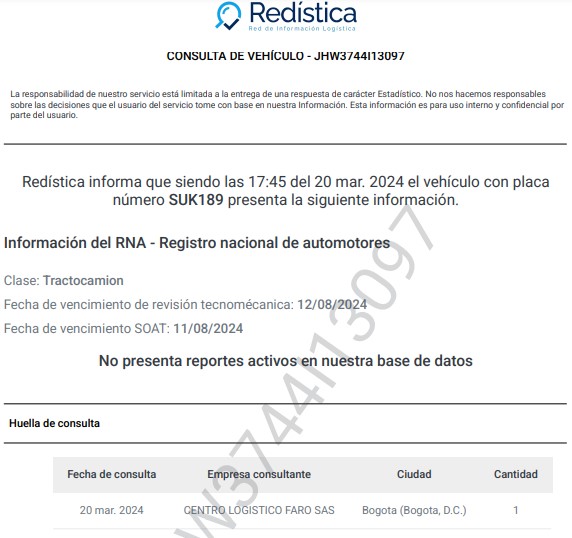 Redística
Red de Información Logística
CONSULTA DE VEHÍCULO - JHW3744I13097
La responsabilidad de nuestro servicio está limitada a la entrega de una respuesta de carácter Estadístico. No nos hacemos responsables
sobre las decisiones que el usuario del servicio tome con base en nuestra Información. Esta información es para uso interno y confidencial por
parte del usuario.
Redística informa que siendo las 17:45 del 20 mar. 2024 el vehículo con placa
número SUK189 presenta la siguiente información.
Información del RNA - Registro nacional de automotores
Clase: Tractocamion
Fecha de vencimiento de revisión tecnomécanica: 12/08/2024
Fecha de vencimiento SOAT: 11/08/2024
No presenta reportes activos en nuestra base de datos
Huella de consulta
Fecha de consulta Empresa consultante Ciudad Cantidad
20 mar. 2024 CENTRO LOGISTICO FARO SAS Bogota (Bogota, D.C.) 1
W3744I13097